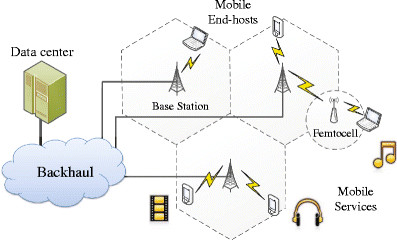 Mobile
End-hosts
Data center
Base Station
Femtocell
Backhaul
Mobile
Services